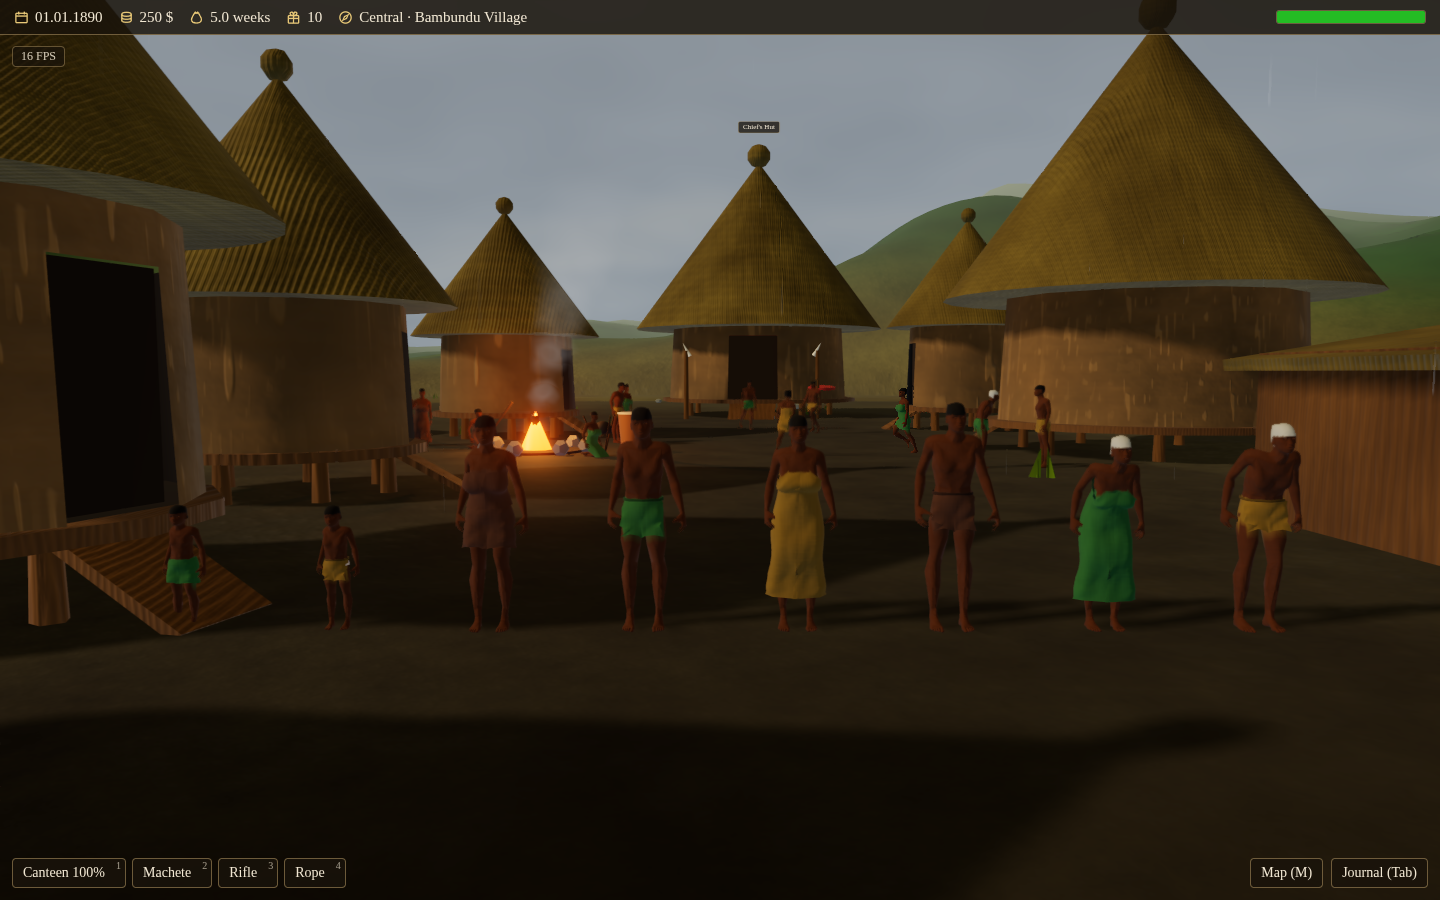 01.01.1890 250 $ 5.0 weeks 10 Central · Bambundu Village
16 FPS
Chief's Hut
Canteen 100% 1 Machete 2 Rifle 3 Rope 4 Map (M) Journal (Tab)